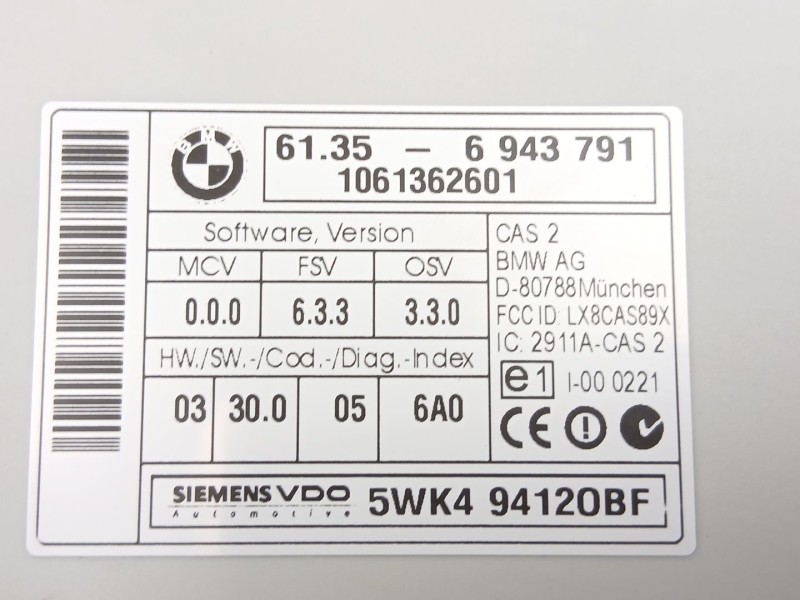 BMW
61.35 – 6 943 791
1061362601
Software, Version
MCV FSV OSV
0.0.0 6.3.3 3.3.0
HW./SW.-/Cod.-/Diag.-Index
03 30.0 05 6A0
CAS 2
BMW AG
D-80788München
FCC ID: LX8CAS89X
IC: 2911A-CAS 2
e1 I-00 0221
CE
SIEMENS VDO
Automotive
5WK4 94120BF